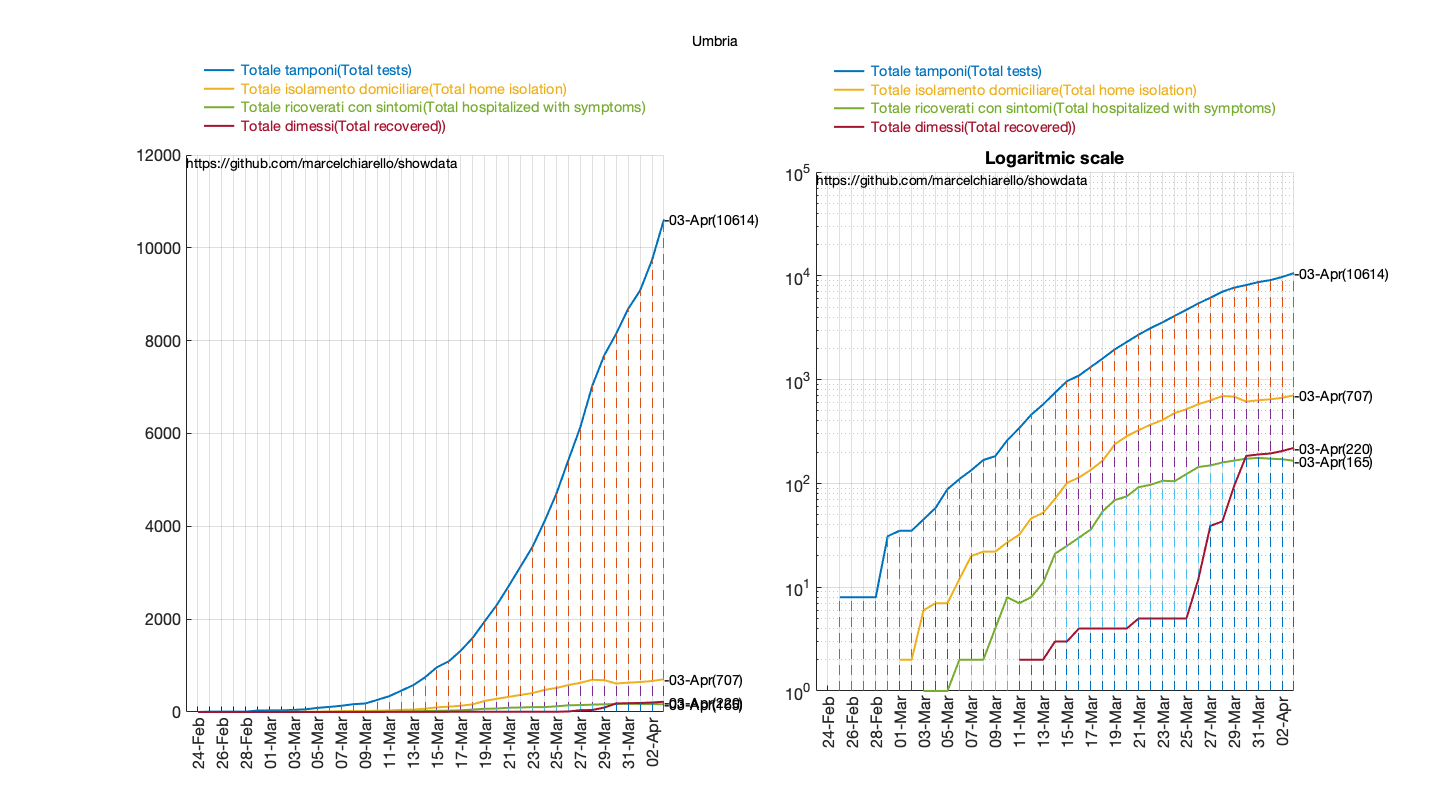 Umbria
Totale tamponi(Total tests)
Totale isolamento domiciliare(Total home isolation)
Totale ricoverati con sintomi(Total hospitalized with symptoms)
Totale dimessi(Total recovered))
https://github.com/marcelchiarello/showdata
12000
10000
8000
6000
4000
2000
0
-03-Apr(10614)
-03-Apr(707)
-03-Apr(220)
-03-Apr(165)
24-Feb
26-Feb
28-Feb
01-Mar
03-Mar
05-Mar
07-Mar
09-Mar
11-Mar
13-Mar
15-Mar
17-Mar
19-Mar
21-Mar
23-Mar
25-Mar
27-Mar
29-Mar
31-Mar
02-Apr
Totale tamponi(Total tests)
Totale isolamento domiciliare(Total home isolation)
Totale ricoverati con sintomi(Total hospitalized with symptoms)
Totale dimessi(Total recovered))
Logaritmic scale
https://github.com/marcelchiarello/showdata
10^5
10^4
10^3
10^2
10^1
10^0
-03-Apr(10614)
-03-Apr(707)
-03-Apr(220)
-03-Apr(165)
24-Feb
26-Feb
28-Feb
01-Mar
03-Mar
05-Mar
07-Mar
09-Mar
11-Mar
13-Mar
15-Mar
17-Mar
19-Mar
21-Mar
23-Mar
25-Mar
27-Mar
29-Mar
31-Mar
02-Apr